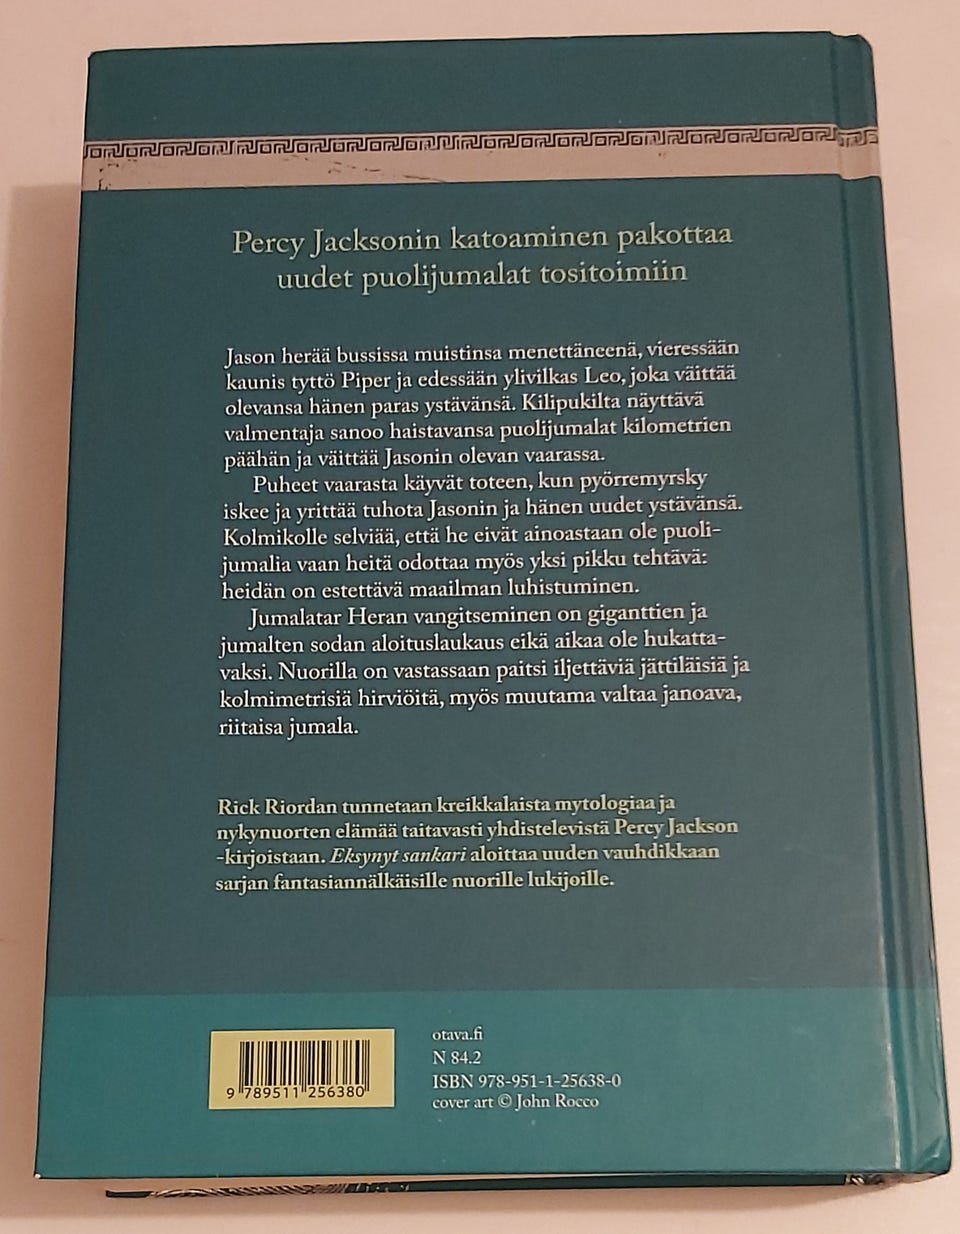 Percy Jacksonin katoaminen pakottaa
uudet puolijumalat tositoimiin
Jason herää bussissa muistinsa menettäneenä, vieressään
kaunis tyttö Piper ja edessään ylivilkas Leo, joka väittää
olevansa hänen paras ystävänsä. Kilipukilta näyttävä
valmentaja sanoo haistavansa puolijumalat kilometrien
päähän ja väittää Jasonin olevan vaarassa.
Puheet vaarasta käyvät toteen, kun pyörremyrsky
iskee ja yrittää tuhota Jasonin ja hänen uudet ystävänsä.
Kolmikolle selviää, että he eivät ainoastaan ole puoli-
jumalia vaan heitä odottaa myös yksi pikku tehtävä:
heidän on estettävä maailman luhistuminen.
Jumalatar Heran vangitseminen on giganttien ja
jumalten sodan aloituslaukaus eikä aikaa ole hukatta-
vaksi. Nuorilla on vastassaan paitsi iljettäviä jättiläisiä ja
kolmimetrisiä hirviöitä, myös muutama valtaa janoava,
riitaisa jumala.
Rick Riordan tunnetaan kreikkalaista mytologiaa ja
nykynuorten elämää taitavasti yhdistelevistä Percy Jackson
-kirjoistaan. Eksynyt sankari aloittaa uuden vauhdikkaan
sarjan fantasiannälkäisille nuorille lukijoille.
otava.fi
N 84.2
ISBN 978-951-1-25638-0
cover art © John Rocco
9 789511 256380